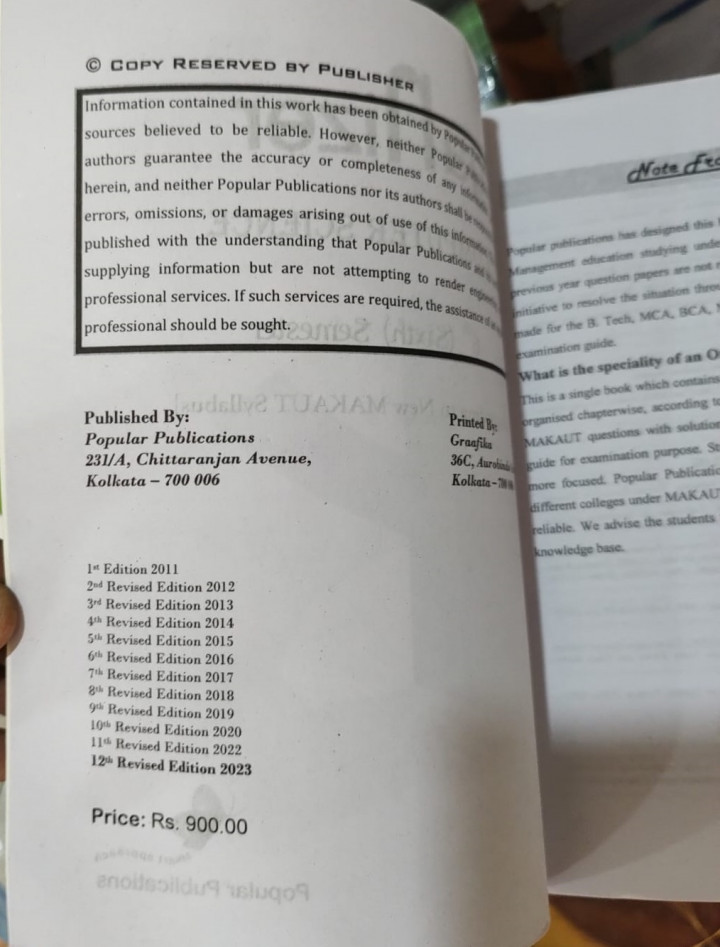 © COPY RESERVED BY PUBLISHER
Information contained in this work has been obtained by Popular
sources believed to be reliable. However, neither Popular
authors guarantee the accuracy or completeness of any
herein, and neither Popular Publications nor its authors shall be
errors, omissions, or damages arising out of use of this
published with the understanding that Popular Publications
supplying information but are not attempting to render
professional services. If such services are required, the assistance of
professional should be sought.
Published By:
Popular Publications
231/A, Chittaranjan Avenue,
Kolkata – 700 006
Printed By:
Graafika
36C,
Kolkata –
1st Edition 2011
2nd Revised Edition 2012
3rd Revised Edition 2013
4th Revised Edition 2014
5th Revised Edition 2015
6th Revised Edition 2016
7th Revised Edition 2017
8th Revised Edition 2018
9th Revised Edition 2019
10th Revised Edition 2020
11th Revised Edition 2022
12th Revised Edition 2023
Price: Rs. 900.00
Note
Popular publications has designed this
Management education studying
previous year question papers are not
initiative to resolve the situation
made for the B. Tech, MCA, BCA,
examination guide.
What is the speciality of an
This is a single book which
organised chapterwise, according
MAKAUT questions with
guide for examination purpose.
more focused. Popular
different colleges under
reliable. We advise the students
knowledge base.